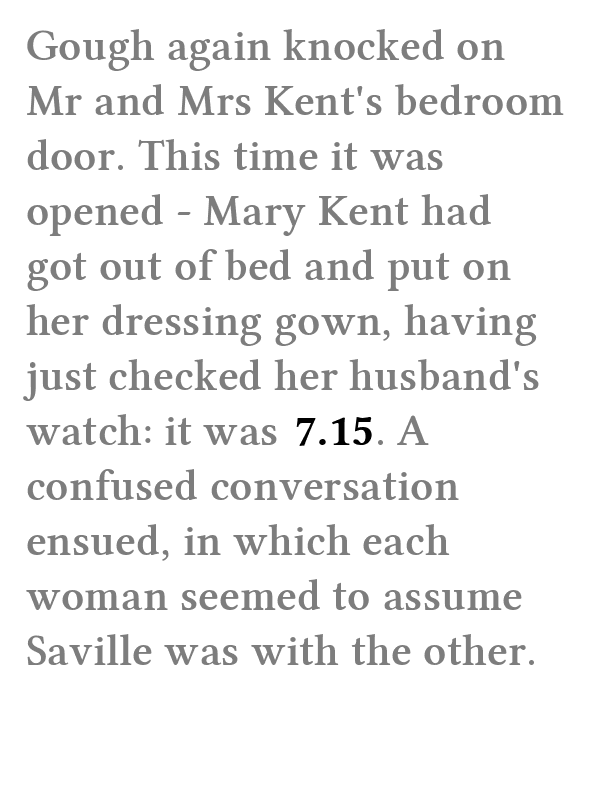 Gough again knocked on
Mr and Mrs Kent's bedroom
door. This time it was
opened - Mary Kent had
got out of bed and put on
her dressing gown, having
just checked her husband's
watch: it was 7.15. A
confused conversation
ensued, in which each
woman seemed to assume
Saville was with the other.